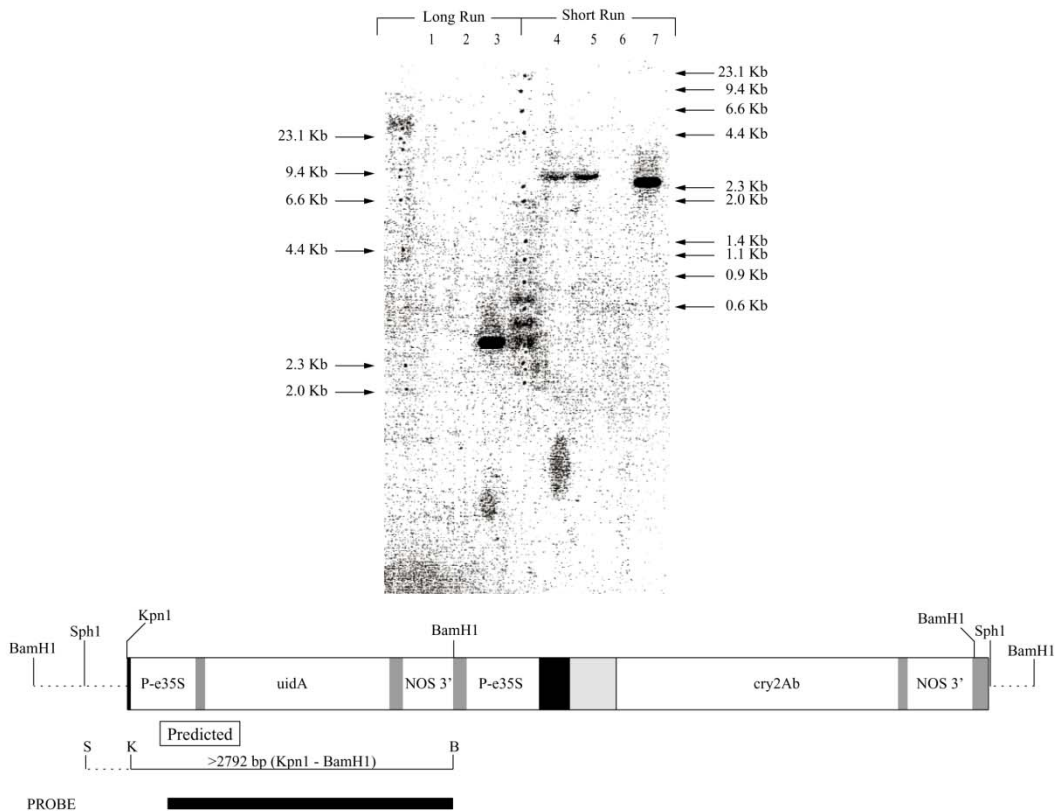 Long Run Short Run
1 2 3 4 5 6 7
23.1 Kb
9.4 Kb
6.6 Kb
4.4 Kb
2.3 Kb
2.0 Kb
23.1 Kb
9.4 Kb
6.6 Kb
4.4 Kb
2.3 Kb
2.0 Kb
1.4 Kb
1.1 Kb
0.9 Kb
0.6 Kb
BamH1 Sph1 Kpn1 BamH1 BamH1 Sph1 BamH1
P-e35S uidA NOS 3' P-e35S cry2Ab NOS 3'
Predicted
S K B
>2792 bp (Kpn1 - BamH1)
PROBE